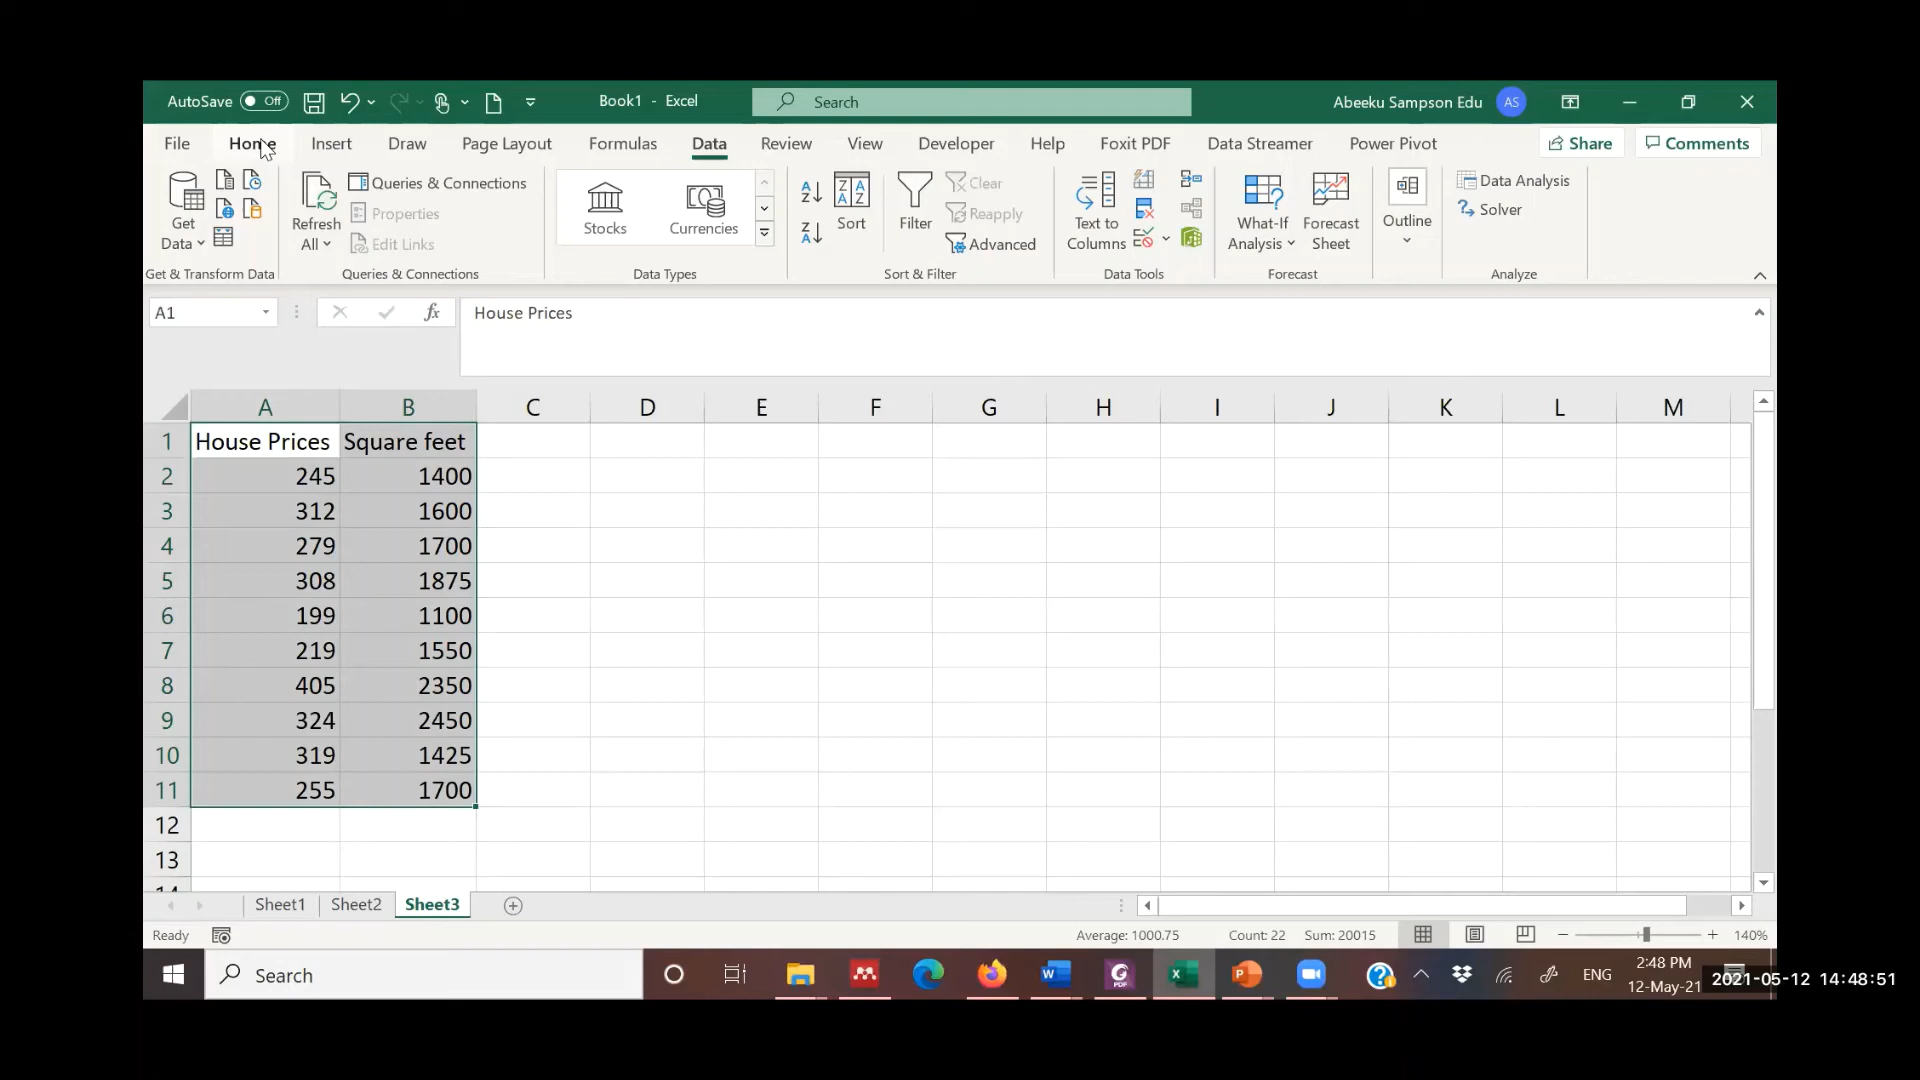 AutoSave Off Book1 - Excel Search Abeeku Sampson Edu AS
File Home Insert Draw Page Layout Formulas Data Review View Developer Help Foxit PDF Data Streamer Power Pivot Share Comments
Get Data
Get & Transform Data
Refresh All
Queries & Connections
Properties
Edit Links
Queries & Connections
Stocks Currencies
Data Types
Sort
Filter
Clear
Reapply
Advanced
Sort & Filter
Text to Columns
Data Tools
What-If Analysis
Forecast Sheet
Forecast
Outline
Data Analysis
Solver
Analyze
A1 fx House Prices
A B C D E F G H I J K L M
1 House Prices Square feet
2 245 1400
3 312 1600
4 279 1700
5 308 1875
6 199 1100
7 219 1550
8 405 2350
9 324 2450
10 319 1425
11 255 1700
12
13
14
Sheet1 Sheet2 Sheet3
Ready Average: 1000.75 Count: 22 Sum: 20015 140%
Search ENG 2:48 PM
12-May-21
2021-05-12 14:48:51